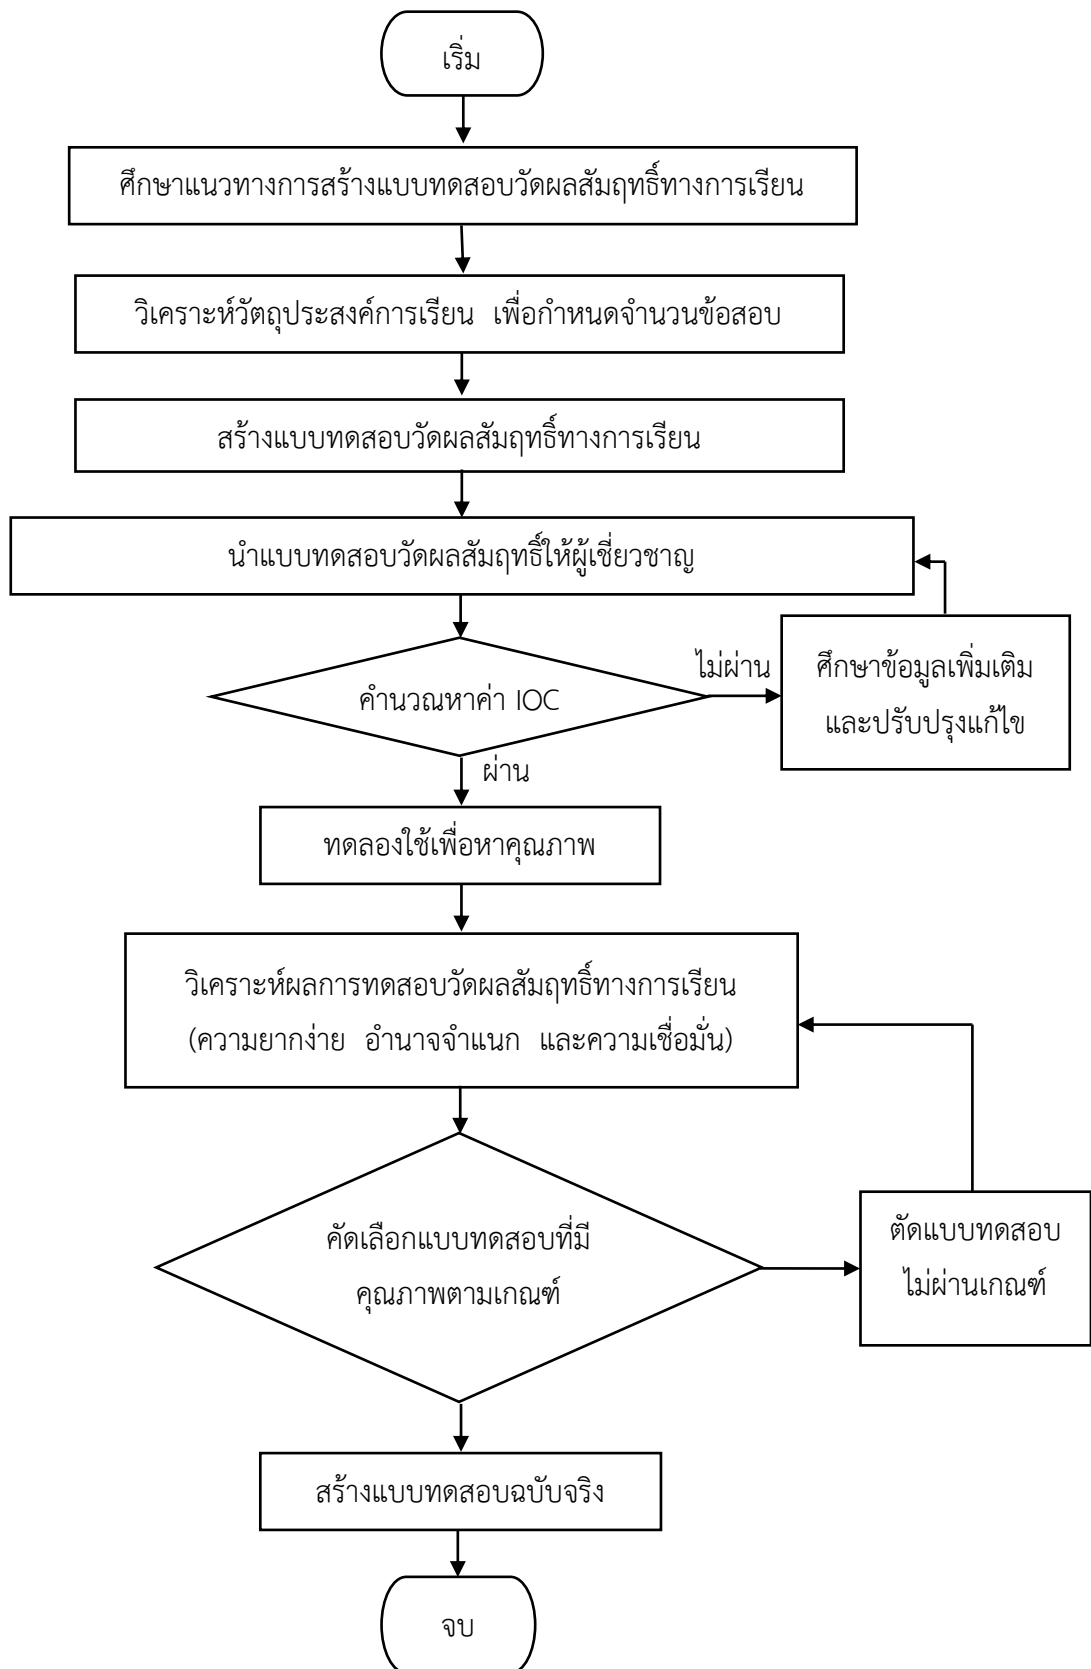 เริ่ม
ศึกษาแนวทางการสร้างแบบทดสอบวัดผลสัมฤทธิ์ทางการเรียน
วิเคราะห์วัตถุประสงค์การเรียน เพื่อกำหนดจำนวนข้อสอบ
สร้างแบบทดสอบวัดผลสัมฤทธิ์ทางการเรียน
นำแบบทดสอบวัดผลสัมฤทธิ์ให้ผู้เชี่ยวชาญ
คำนวณหาค่า IOC
ไม่ผ่าน
ศึกษาข้อมูลเพิ่มเติม
และปรับปรุงแก้ไข
ผ่าน
ทดลองใช้เพื่อหาคุณภาพ
วิเคราะห์ผลการทดสอบวัดผลสัมฤทธิ์ทางการเรียน
(ความยากง่าย อำนาจจำแนก และความเชื่อมั่น)
คัดเลือกแบบทดสอบที่มี
คุณภาพตามเกณฑ์
ตัดแบบทดสอบ
ไม่ผ่านเกณฑ์
สร้างแบบทดสอบฉบับจริง
จบ